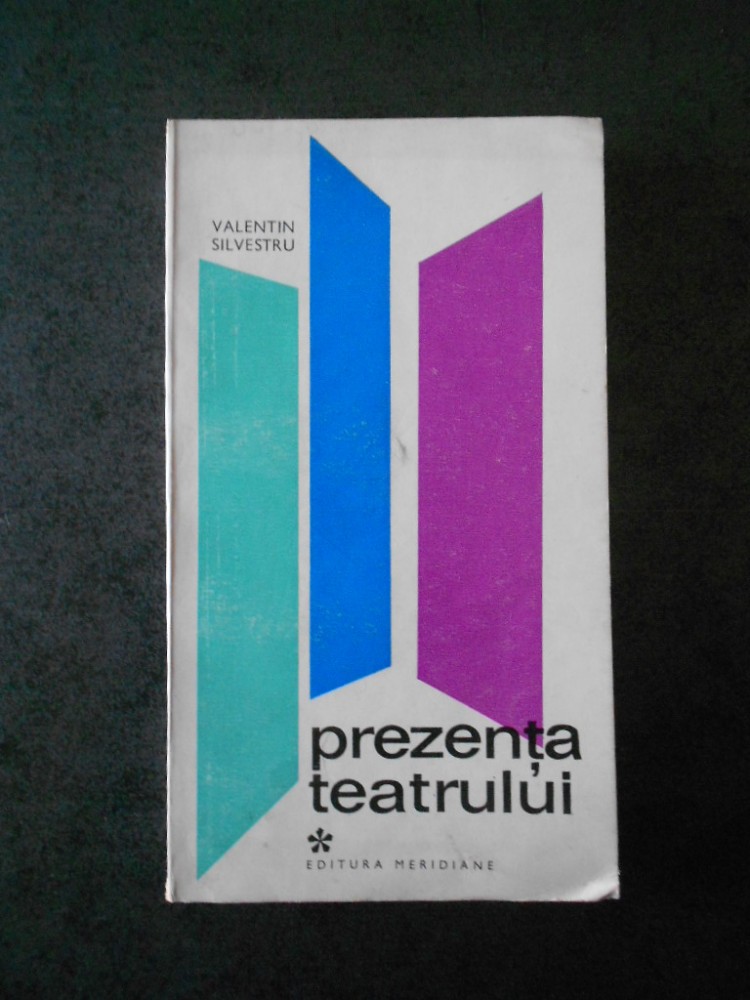 VALENTIN
SILVESTRU
prezența
teatrului
EDITURA MERIDIANE